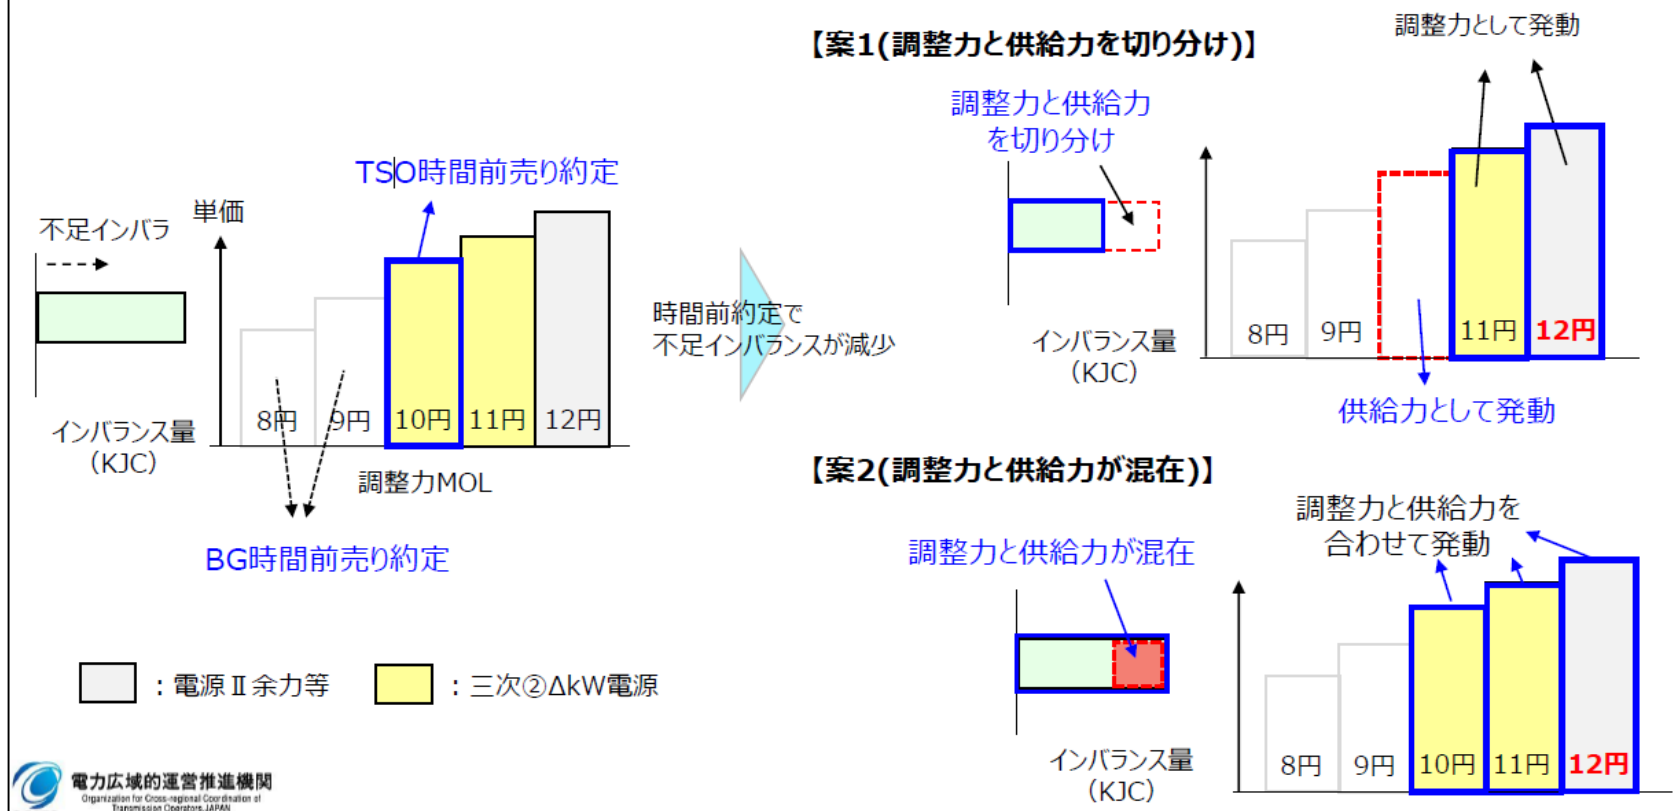 TSO時間前売り約定
不足インバラ
単価
8円
9円
10円
11円
12円
インバランス量
(KJC)
調整力MOL
BG時間前売り約定
:電源Ⅱ余力等
:三次②ΔkW電源
時間前約定で
不足インバランスが減少
【案1(調整力と供給力を切り分け)】
調整力として発動
調整力と供給力
を切り分け
インバランス量
(KJC)
8円
9円
11円
12円
供給力として発動
【案2(調整力と供給力が混在)】
調整力と供給力を
合わせて発動
調整力と供給力が混在
インバランス量
(KJC)
8円
9円
10円
11円
12円
電力広域的運営推進機関
Organization for Cross-regional Coordination of
Transmission Operators,JAPAN